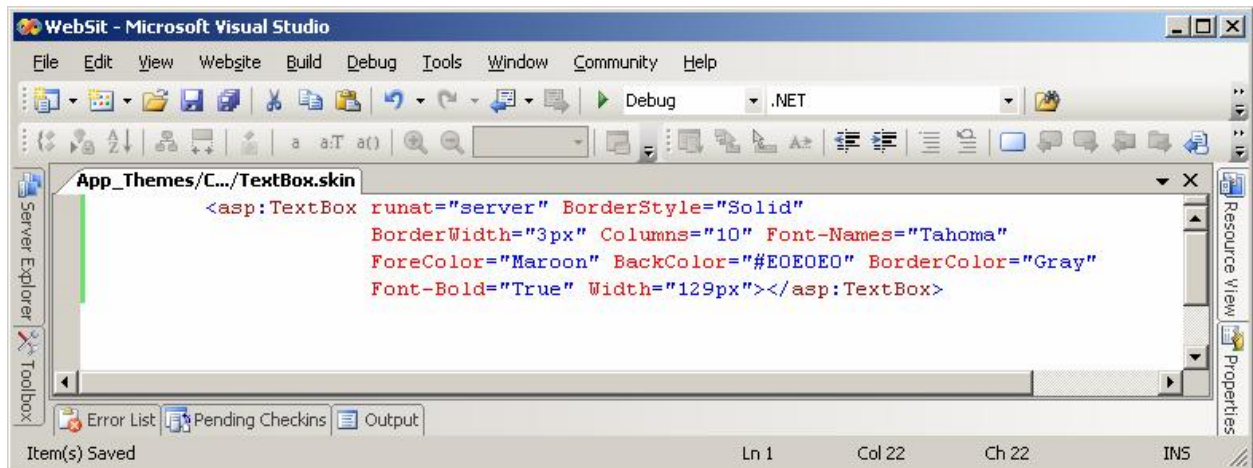 WebSit - Microsoft Visual Studio
File Edit View Website Build Debug Tools Window Community Help
Debug .NET
a a:T a()
App_Themes/C.../TextBox.skin
<asp:TextBox runat="server" BorderStyle="Solid"
BorderWidth="3px" Columns="10" Font-Names="Tahoma"
ForeColor="Maroon" BackColor="#E0E0E0" BorderColor="Gray"
Font-Bold="True" Width="129px"></asp:TextBox>
Server Explorer
Toolbox
Resource View
Properties
Error List Pending Checkins Output
Item(s) Saved Ln 1 Col 22 Ch 22 INS